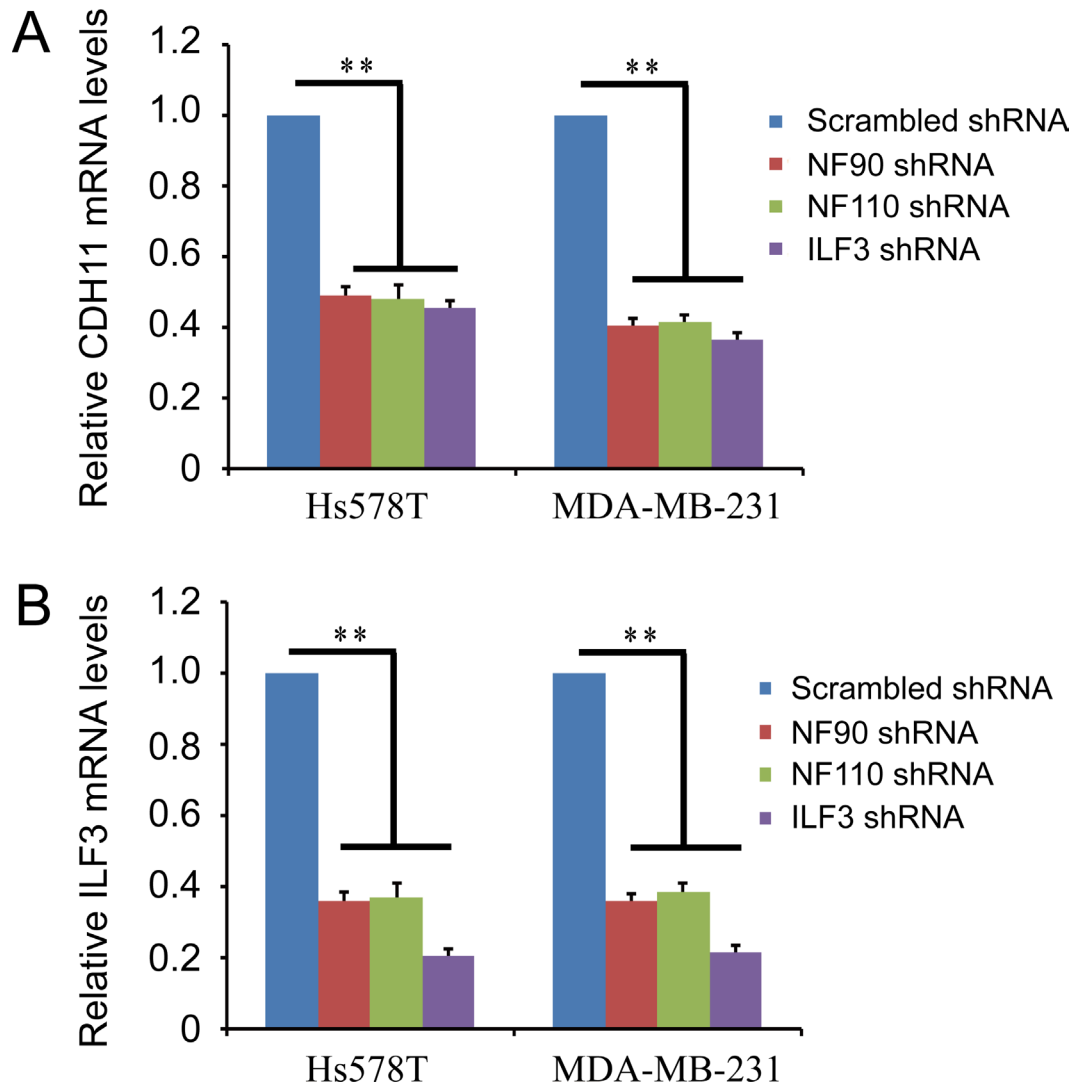 A
Relative CDH11 mRNA levels
1.2
1.0
0.8
0.6
0.4
0.2
0
**
**
Hs578T
MDA-MB-231
Scrambled shRNA
NF90 shRNA
NF110 shRNA
ILF3 shRNA
B
Relative ILF3 mRNA levels
1.2
1.0
0.8
0.6
0.4
0.2
0
**
**
Hs578T
MDA-MB-231
Scrambled shRNA
NF90 shRNA
NF110 shRNA
ILF3 shRNA